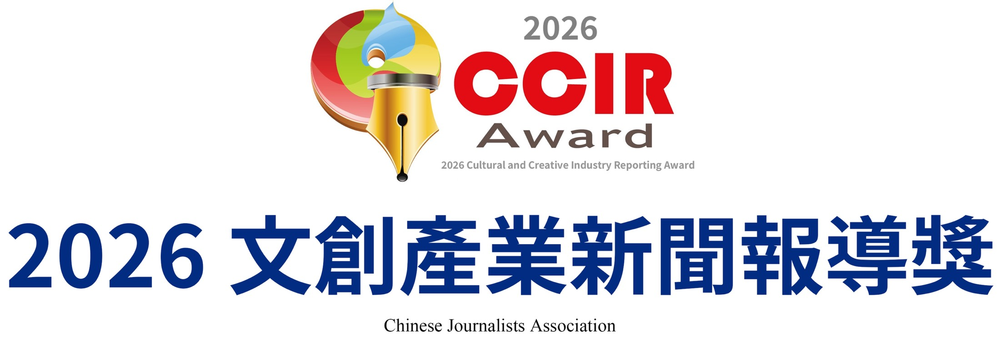 2026
CCIR
Award
2026 Cultural and Creative Industry Reporting Award
2026 文創產業新聞報導獎
Chinese Journalists Association